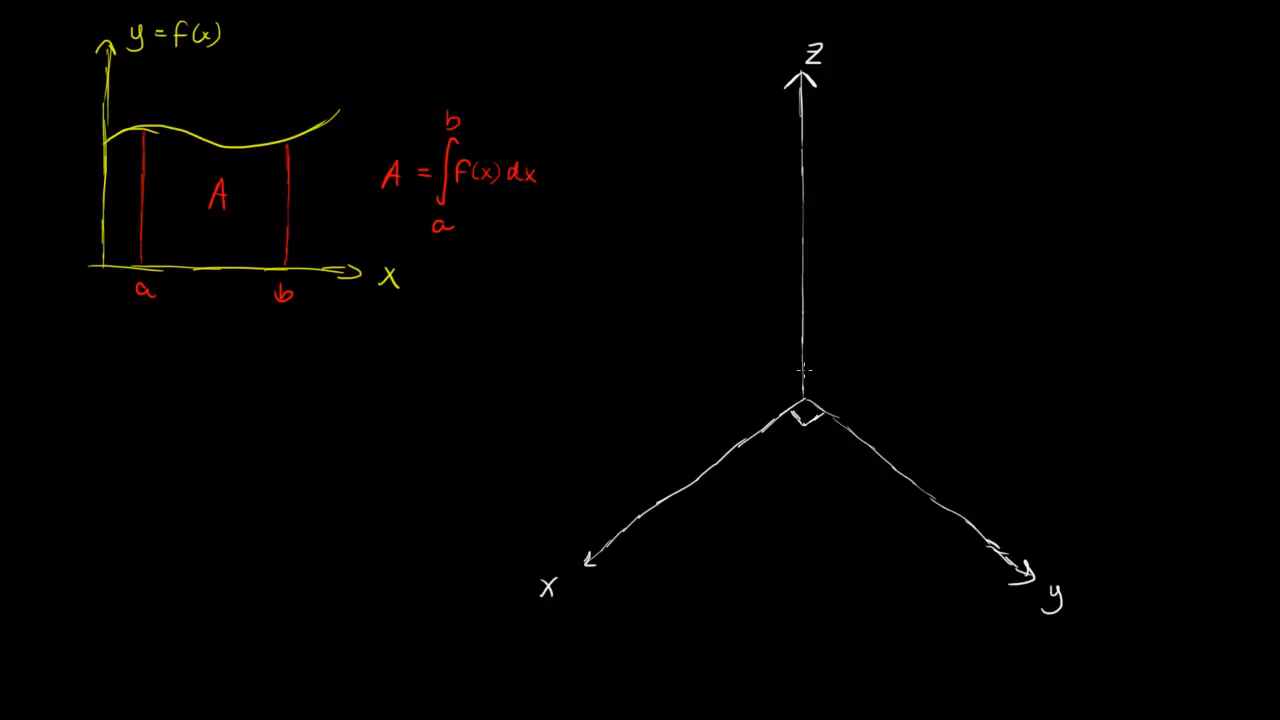 y = f(x)
A
a
b
x
b
A = ∫ f(x) dx
a
z
x
y